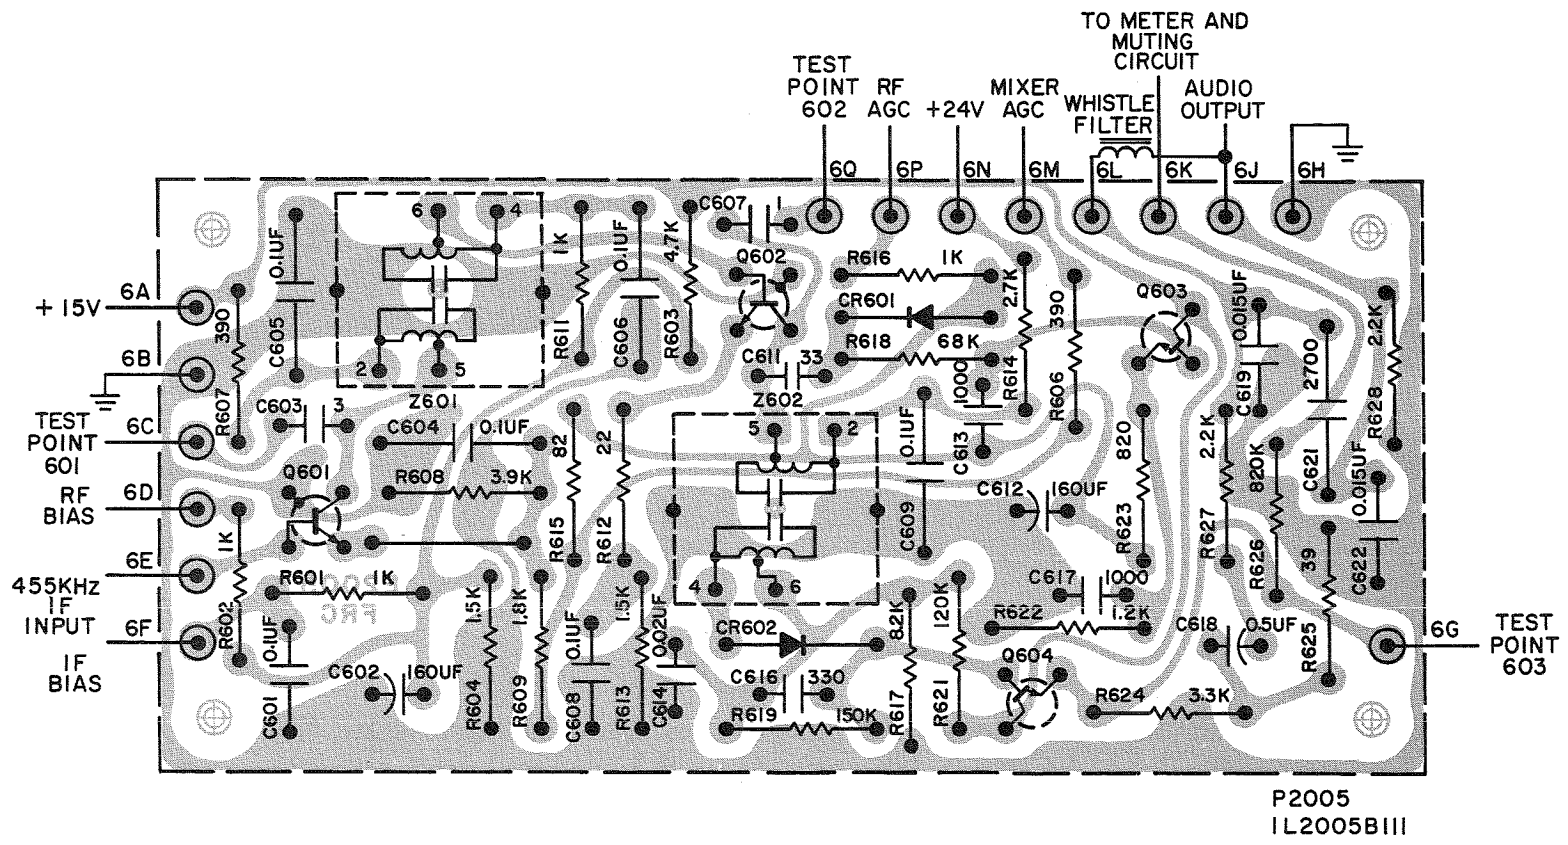 TO METER AND
MUTING
CIRCUIT
TEST
POINT
602
RF
AGC
+24V
MIXER
AGC
WHISTLE
FILTER
AUDIO
OUTPUT
6Q
6P
6N
6M
6L
6K
6J
6H
+ 15V
6A
6B
TEST
POINT
601
6C
RF
BIAS
6D
455KHz
IF
INPUT
6E
IF
BIAS
6F
6G
TEST
POINT
603
390
R607
0.1UF
C605
6
4
2
5
Z601
1K
R611
0.1UF
C606
4.7K
R603
C607
1
Q602
R616
1K
CR601
R618
68K
C611
33
2.7K
R614
390
R606
Q603
0.015UF
C619
2700
C621
2.2K
R628
C603
3
C604
0.1UF
R608
3.9K
Q601
82
R615
22
R612
Z602
5
2
4
6
0.1UF
C609
1000
C613
C612
160UF
820
R623
2.2K
R627
820K
R626
0.015UF
C622
39
R625
1K
R602
R601
1K
FRC
0.1UF
C601
C602
160UF
1.5K
R604
1.8K
R609
0.1UF
C608
1.5K
R613
0.02UF
C614
CR602
C616
330
R619
150K
8.2K
R617
120K
R621
C617
1000
R622
1.2K
Q604
C618
0.5UF
R624
3.3K
P2005
IL2005B111